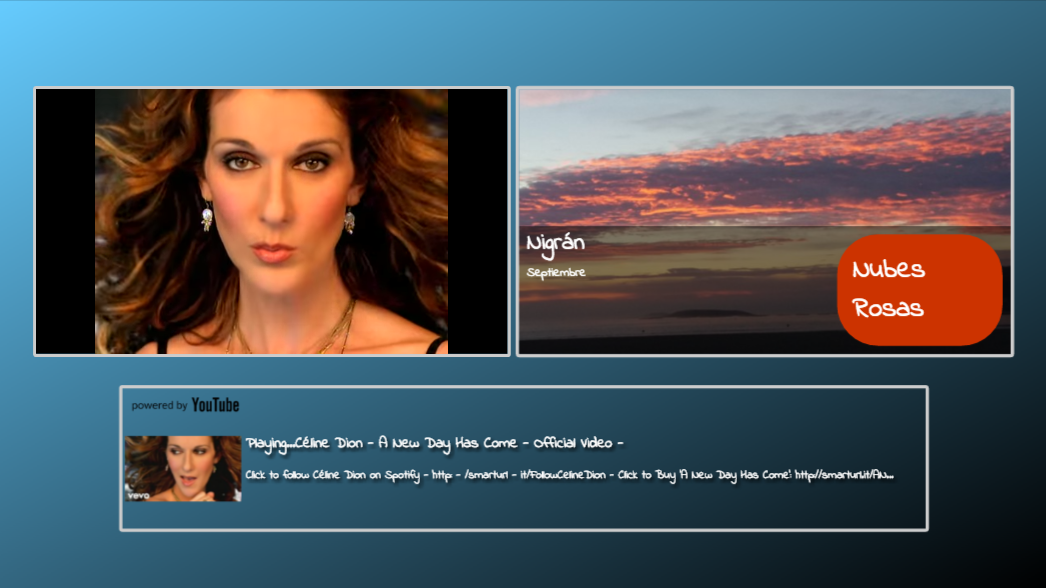 Nigrán
Septiembre
Nubes
Rosas
powered by YouTube
Playing...Céline Dion - A New Day Has Come - Official Video -
Click to follow Céline Dion on Spotify - http: - /smarturl - it/FollowCelineDion - Click to Buy 'A New Day Has Come': http://smarturl.it/AN...
vevo